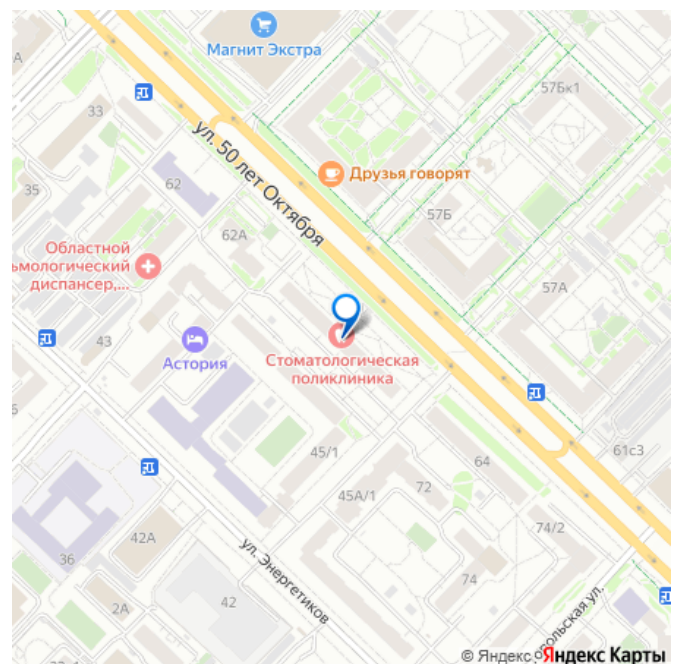 Магнит Экстра
57Бк1
33
ул. 50 лет Октября
Друзья говорят
35
62
57Б
62А
Областной
ьмологический
диспансер,...
57А
43
Астория
Стоматологическая
поликлиника
45/1
64
61с3
45А/1
72
74/2
42А
36
ул. Энергетиков
74
2А
42
© Яндекс
Яндекс Карты